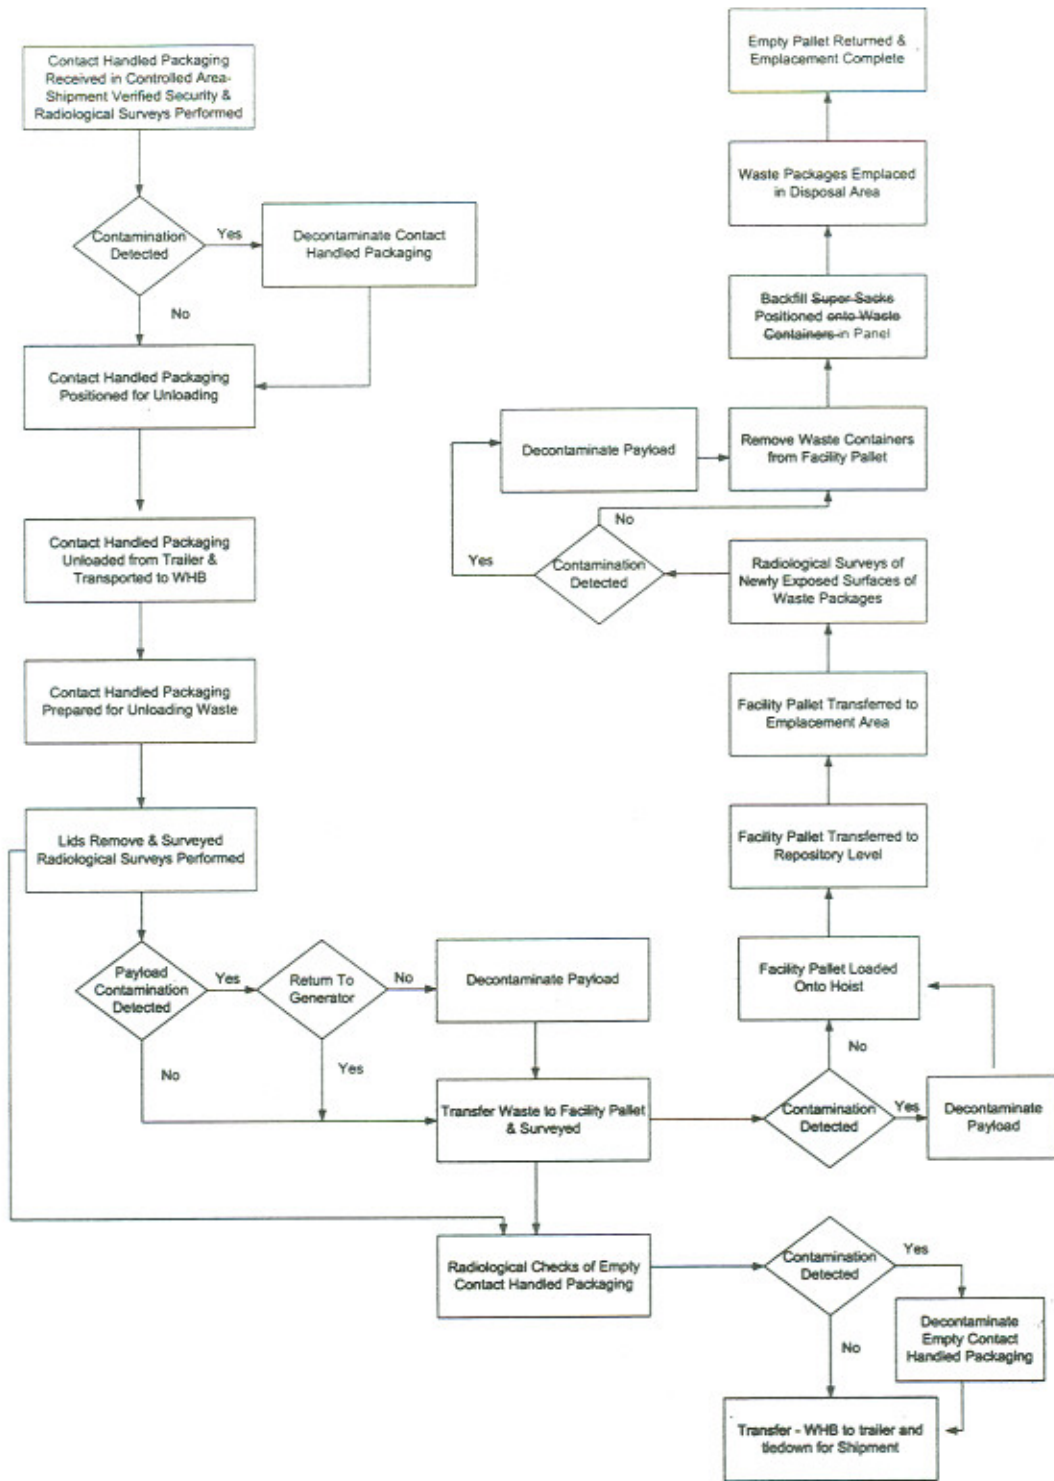 Contact Handled Packaging
Received in Controlled Area-
Shipment Verified Security &
Radiological Surveys Performed
Contamination
Detected
Yes
Decontaminate Contact
Handled Packaging
No
Contact Handled Packaging
Positioned for Unloading
Contact Handled Packaging
Unloaded from Trailer &
Transported to WHB
Contact Handled Packaging
Prepared for Unloading Waste
Lids Remove & Surveyed
Radiological Surveys Performed
Payload
Contamination
Detected
Yes
Return To
Generator
No
Decontaminate Payload
No
Yes
Transfer Waste to Facility Pallet
& Surveyed
Contamination
Detected
Yes
Decontaminate
Payload
No
Facility Pallet Loaded
Onto Hoist
Facility Pallet Transferred to
Repository Level
Facility Pallet Transferred to
Emplacement Area
Radiological Surveys of
Newly Exposed Surfaces of
Waste Packages
Contamination
Detected
Yes
No
Decontaminate Payload
Remove Waste Containers
from Facility Pallet
Backfill Super Sacks
Positioned onto Waste
Containers in Panel
Waste Packages Emplaced
in Disposal Area
Empty Pallet Returned &
Emplacement Complete
Radiological Checks of Empty
Contact Handled Packaging
Contamination
Detected
Yes
Decontaminate
Empty Contact
Handled Packaging
No
Transfer - WHB to trailer and
tiedown for Shipment